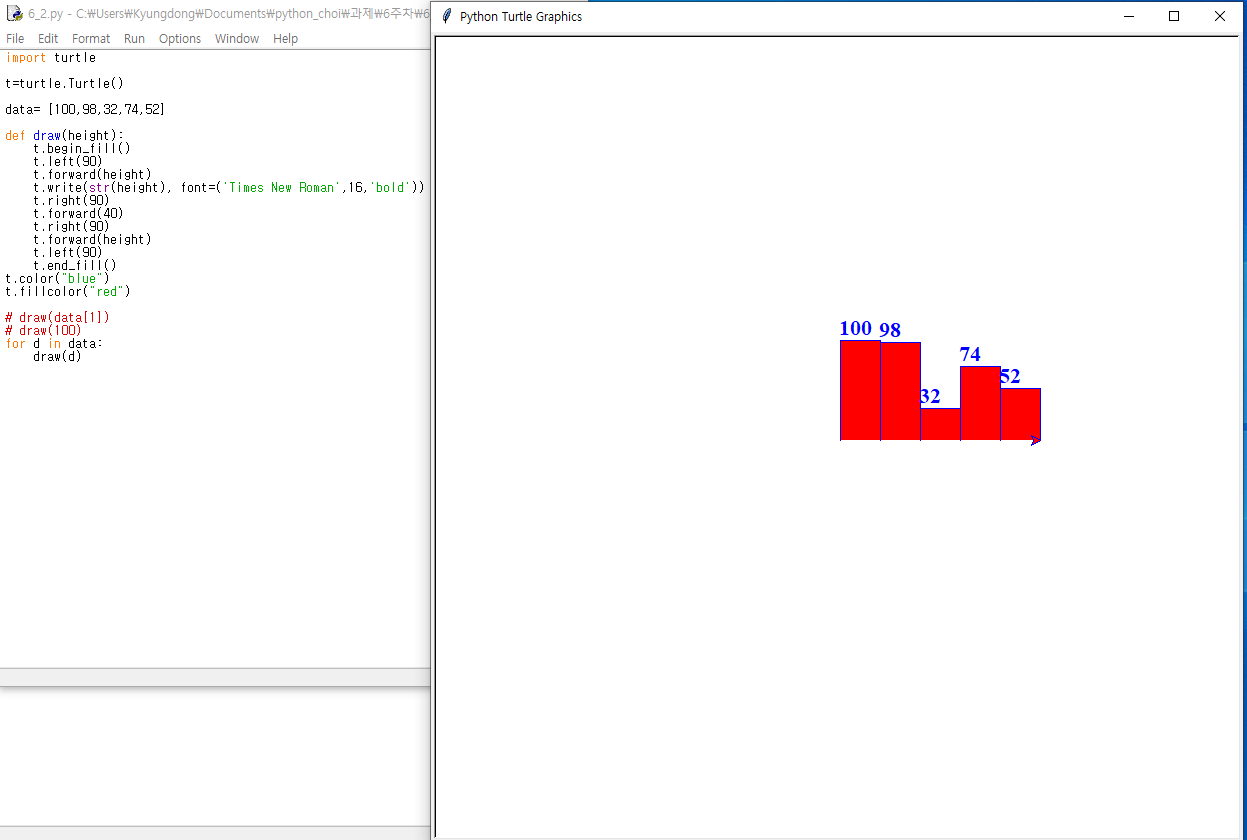 6_2.py - C:₩Users₩Kyungdong₩Documents₩python_choi₩과제₩6주차₩6
File Edit Format Run Options Window Help
import turtle
t=turtle.Turtle()
data= [100,98,32,74,52]
def draw(height):
    t.begin_fill()
    t.left(90)
    t.forward(height)
    t.write(str(height), font=('Times New Roman',16,'bold'))
    t.right(90)
    t.forward(40)
    t.right(90)
    t.forward(height)
    t.left(90)
    t.end_fill()
t.color("blue")
t.fillcolor("red")
# draw(data[1])
# draw(100)
for d in data:
    draw(d)
Python Turtle Graphics
100 98
74
52
32